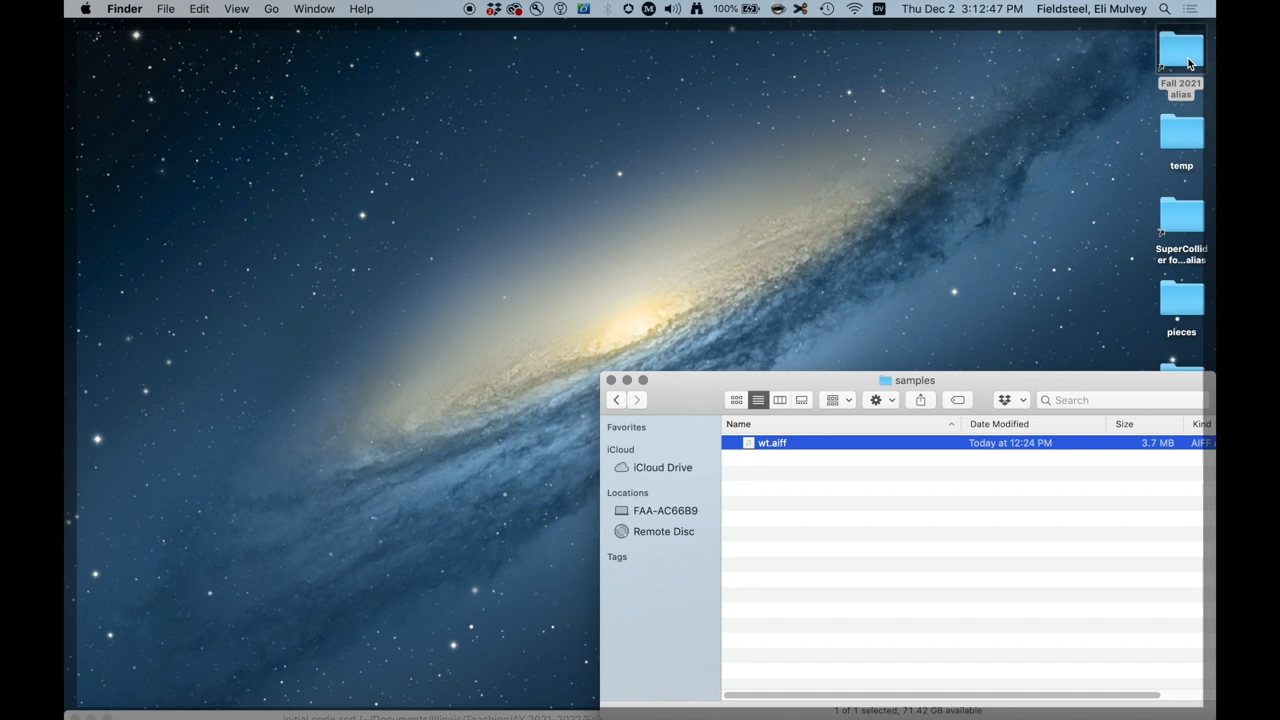 Finder File Edit View Go Window Help 100% Thu Dec 2 3:12:47 PM Fieldsteel, Eli Mulvey
Fall 2021
alias
temp
SuperCollid
er fo...alias
pieces
samples
Search
Favorites
iCloud
iCloud Drive
Locations
FAA-AC66B9
Remote Disc
Tags
Name Date Modified Size Kind
wt.aiff Today at 12:24 PM 3.7 MB AIFF
1 of 1 selected, 71.42 GB available